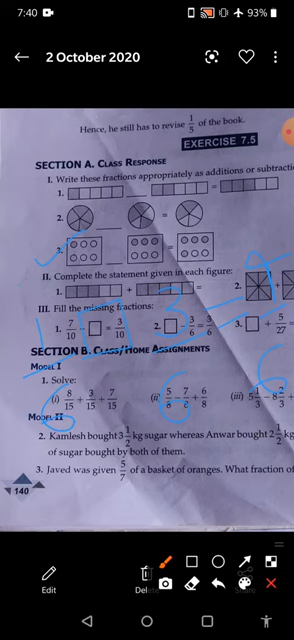 7:40 93%
2 October 2020
Hence, he still has to revise 1/5 of the book.
EXERCISE 7.5
SECTION A. CLASS RESPONSE
I. Write these fractions appropriately as additions or
1. =
2. =
3. =
II. Complete the statement given in each figure:
1. + = 2. +
III. Fill the missing fractions:
1. 7/10 - □ = 3/10 2. □ - 3/6 = /6 3. □ + 5/ =
SECTION B. CLASS/HOME ASSIGNMENTS
MODEL I
1. Solve:
(i) 8/15 + 3/15 + 7/15 (ii) 5/8 - 7/8 + 6/8 (iii) 5 /3 - 8 2/3 +
MODEL II
2. Kamlesh bought 3 1/2 kg sugar whereas Anwar bought 2 1/2 kg
of sugar bought by both of them.
3. Javed was given 5/7 of a basket of oranges. What fraction of
140
Edit Delete Share